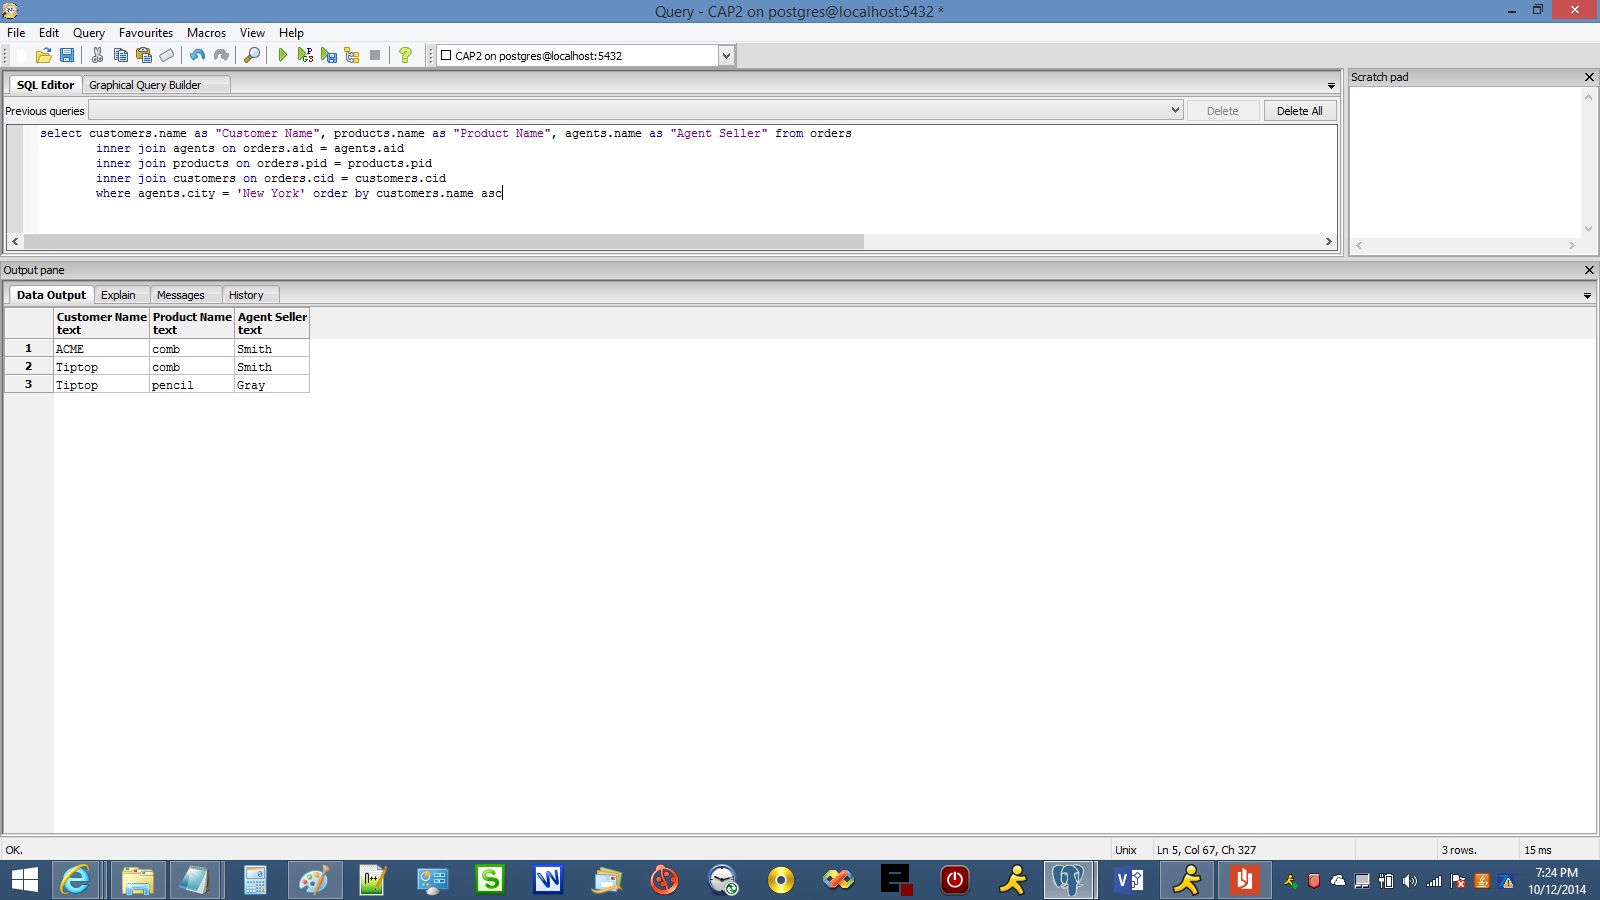 Query - CAP2 on postgres@localhost:5432 *
File Edit Query Favourites Macros View Help
CAP2 on postgres@localhost:5432
SQL Editor Graphical Query Builder
Scratch pad
Previous queries Delete Delete All
select customers.name as "Customer Name", products.name as "Product Name", agents.name as "Agent Seller" from orders
inner join agents on orders.aid = agents.aid
inner join products on orders.pid = products.pid
inner join customers on orders.cid = customers.cid
where agents.city = 'New York' order by customers.name asc
Output pane
Data Output Explain Messages History
Customer Name Product Name Agent Seller
text text text
1 ACME comb Smith
2 Tiptop comb Smith
3 Tiptop pencil Gray
OK. Unix Ln 5, Col 67, Ch 327 3 rows. 15 ms
7:24 PM
10/12/2014